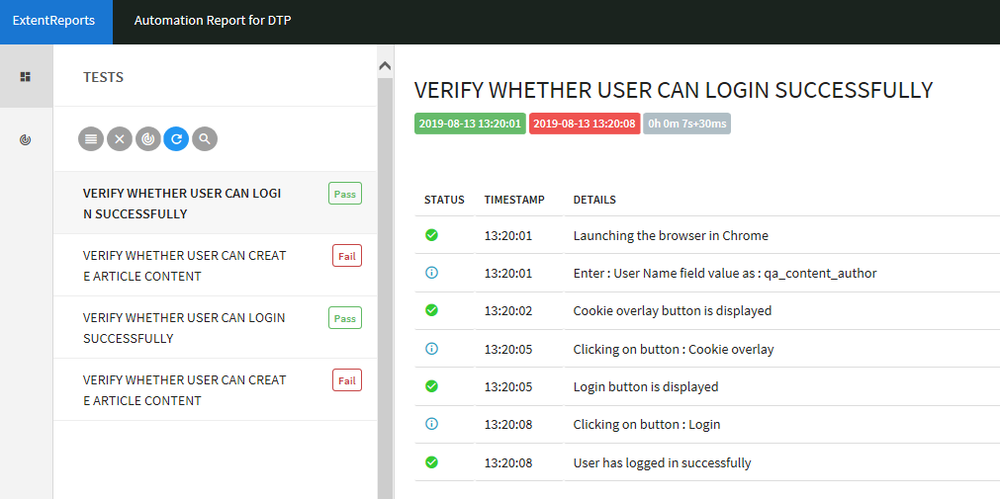 ExtentReports
Automation Report for DTP
TESTS
VERIFY WHETHER USER CAN LOGI
N SUCCESSFULLY
Pass
VERIFY WHETHER USER CAN CREAT
E ARTICLE CONTENT
Fail
VERIFY WHETHER USER CAN LOGIN
SUCCESSFULLY
Pass
VERIFY WHETHER USER CAN CREAT
E ARTICLE CONTENT
Fail
VERIFY WHETHER USER CAN LOGIN SUCCESSFULLY
2019-08-13 13:20:01 2019-08-13 13:20:08 0h 0m 7s+30ms
STATUS TIMESTAMP DETAILS
13:20:01 Launching the browser in Chrome
13:20:01 Enter : User Name field value as : qa_content_author
13:20:02 Cookie overlay button is displayed
13:20:05 Clicking on button : Cookie overlay
13:20:05 Login button is displayed
13:20:08 Clicking on button : Login
13:20:08 User has logged in successfully